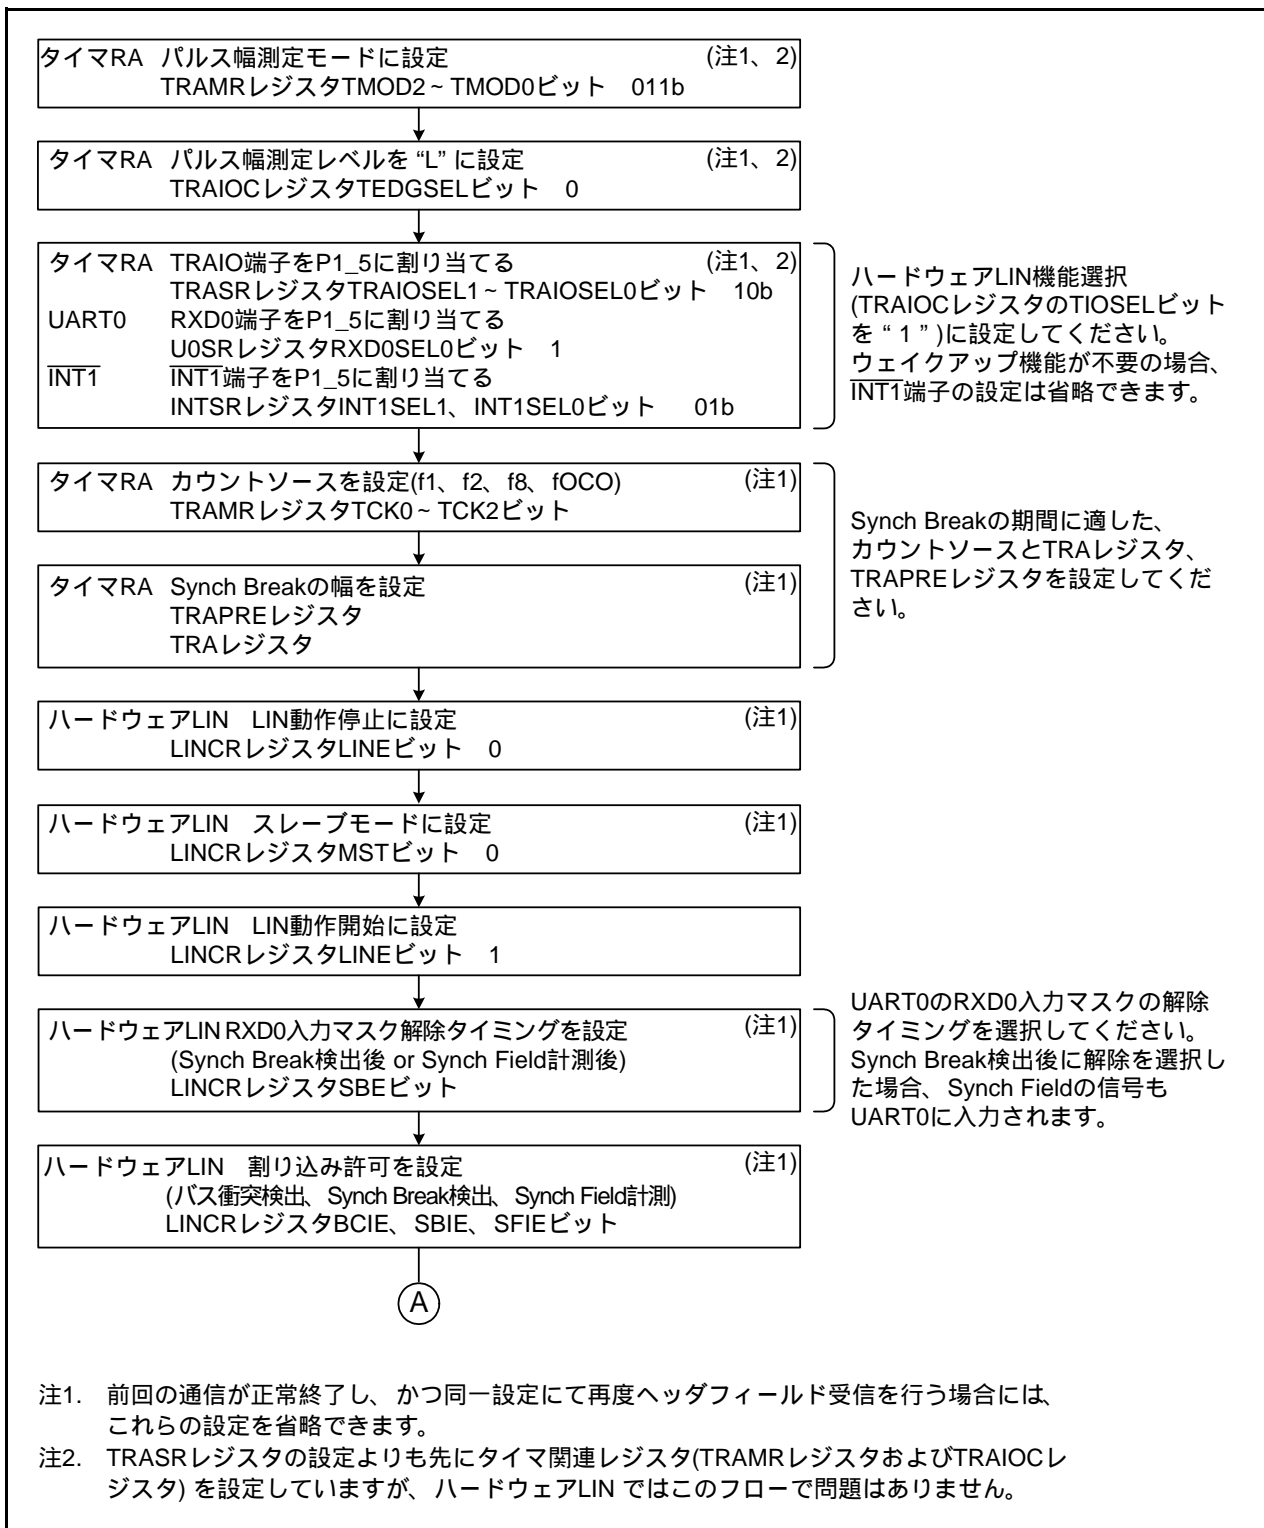 タイマRA パルス幅測定モードに設定 (注1、2)
TRAMRレジスタTMOD2~TMOD0ビット 011b
タイマRA パルス幅測定レベルを “L” に設定 (注1、2)
TRAIOCレジスタTEDGSELビット 0
タイマRA TRAIO端子をP1_5に割り当てる (注1、2)
TRASRレジスタTRAIOSEL1~TRAIOSEL0ビット 10b
UART0 RXD0端子をP1_5に割り当てる
U0SRレジスタRXD0SEL0ビット 1
INT1 INT1端子をP1_5に割り当てる
INTSRレジスタINT1SEL1、INT1SEL0ビット 01b
ハードウェアLIN機能選択
(TRAIOCレジスタのTIOSELビット
を “ 1 ” )に設定してください。
ウェイクアップ機能が不要の場合、
INT1端子の設定は省略できます。
タイマRA カウントソースを設定(f1、f2、f8、fOCO) (注1)
TRAMRレジスタTCK0~TCK2ビット
タイマRA Synch Breakの幅を設定 (注1)
TRAPREレジスタ
TRAレジスタ
Synch Breakの期間に適した、
カウントソースとTRAレジスタ、
TRAPREレジスタを設定してくだ
さい。
ハードウェアLIN LIN動作停止に設定 (注1)
LINCRレジスタLINEビット 0
ハードウェアLIN スレーブモードに設定 (注1)
LINCRレジスタMSTビット 0
ハードウェアLIN LIN動作開始に設定
LINCRレジスタLINEビット 1
ハードウェアLIN RXD0入力マスク解除タイミングを設定 (注1)
(Synch Break検出後 or Synch Field計測後)
LINCRレジスタSBEビット
UART0のRXD0入力マスクの解除
タイミングを選択してください。
Synch Break検出後に解除を選択し
た場合、Synch Fieldの信号も
UART0に入力されます。
ハードウェアLIN 割り込み許可を設定 (注1)
(バス衝突検出、Synch Break検出、Synch Field計測)
LINCRレジスタBCIE、SBIE、SFIEビット
A
注1. 前回の通信が正常終了し、かつ同一設定にて再度ヘッダフィールド受信を行う場合には、
これらの設定を省略できます。
注2. TRASRレジスタの設定よりも先にタイマ関連レジスタ(TRAMRレジスタおよびTRAIOCレ
ジスタ) を設定していますが、ハードウェアLIN ではこのフローで問題はありません。